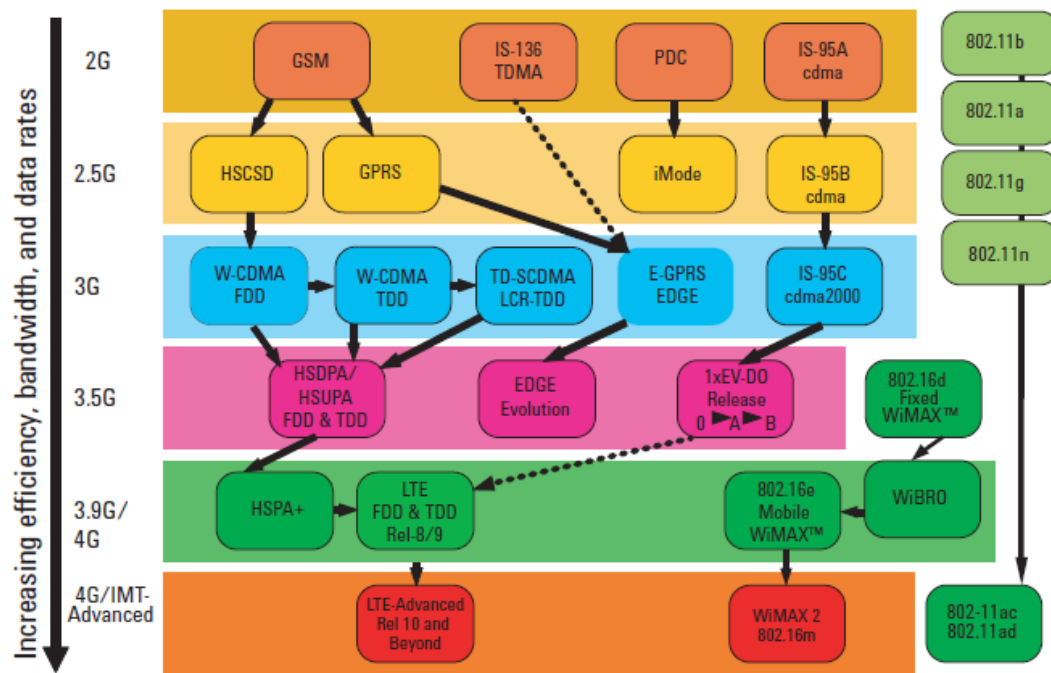 Increasing efficiency, bandwidth, and data rates
2G
GSM
IS-136
TDMA
PDC
IS-95A
cdma
802.11b
802.11a
2.5G
HSCSD
GPRS
iMode
IS-95B
cdma
802.11g
802.11n
3G
W-CDMA
FDD
W-CDMA
TDD
TD-SCDMA
LCR-TDD
E-GPRS
EDGE
IS-95C
cdma2000
3.5G
HSDPA/
HSUPA
FDD & TDD
EDGE
Evolution
1xEV-DO
Release
0 A B
802.16d
Fixed
WiMAX™
3.9G/
4G
HSPA+
LTE
FDD & TDD
Rel-8/9
802.16e
Mobile
WiMAX™
WiBRO
4G/IMT-
Advanced
LTE-Advanced
Rel 10 and
Beyond
WiMAX 2
802.16m
802-11ac
802.11ad